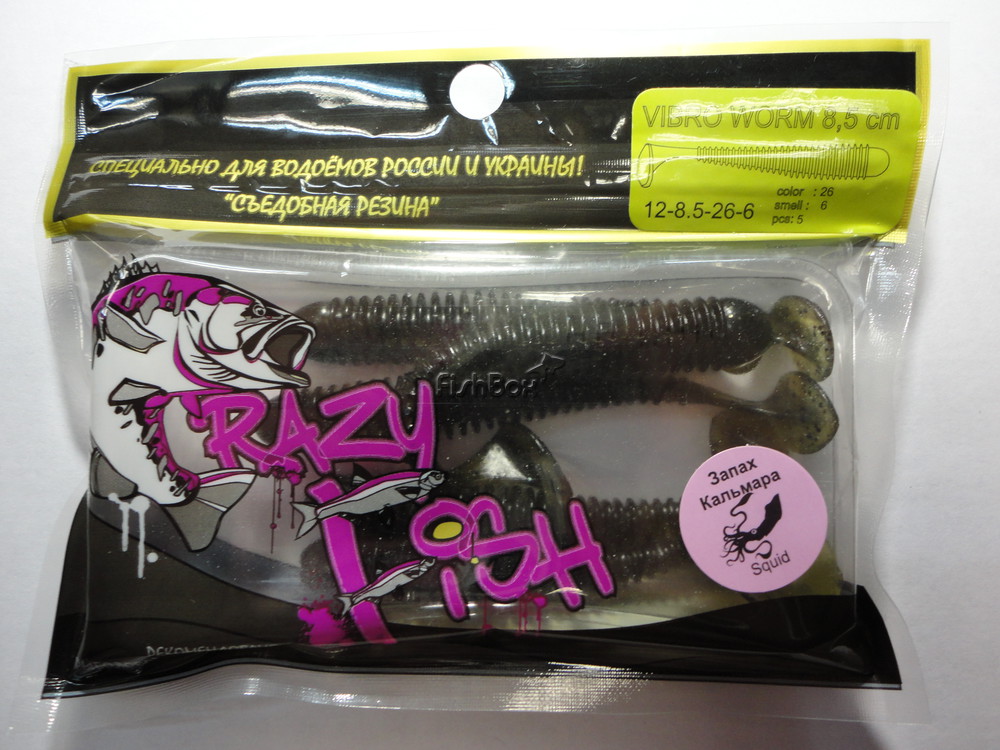 VIBRO WORM 8,5 cm
СПЕЦИАЛЬНО ДЛЯ ВОДОЁМОВ РОССИИ И УКРАИНЫ!
"СЪЕДОБНАЯ РЕЗИНА"
color : 26
smell : 6
pcs: 5
12-8.5-26-6
FishBox
RAZY
FiSH
Запах
Кальмара
Squid